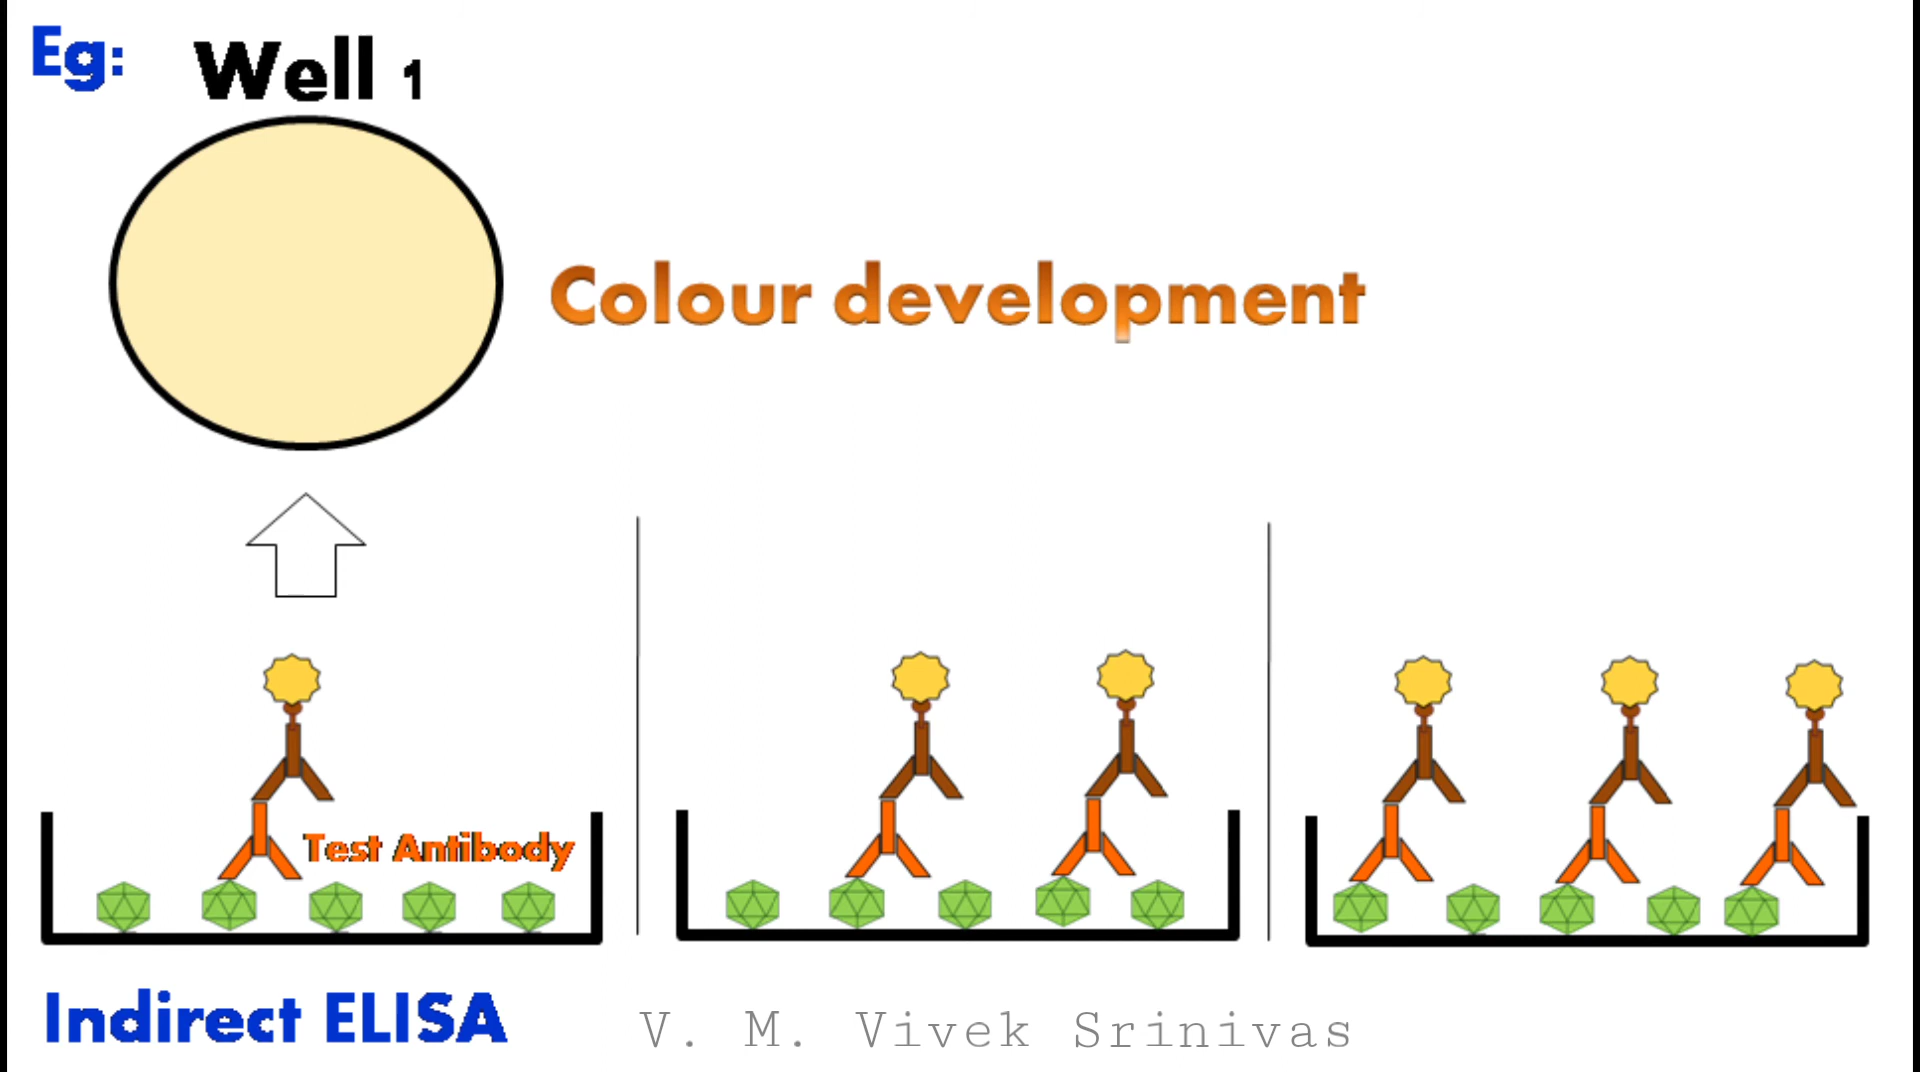 Eg: Well 1
Colour development
Test Antibody
Indirect ELISA
V. M. Vivek Srinivas